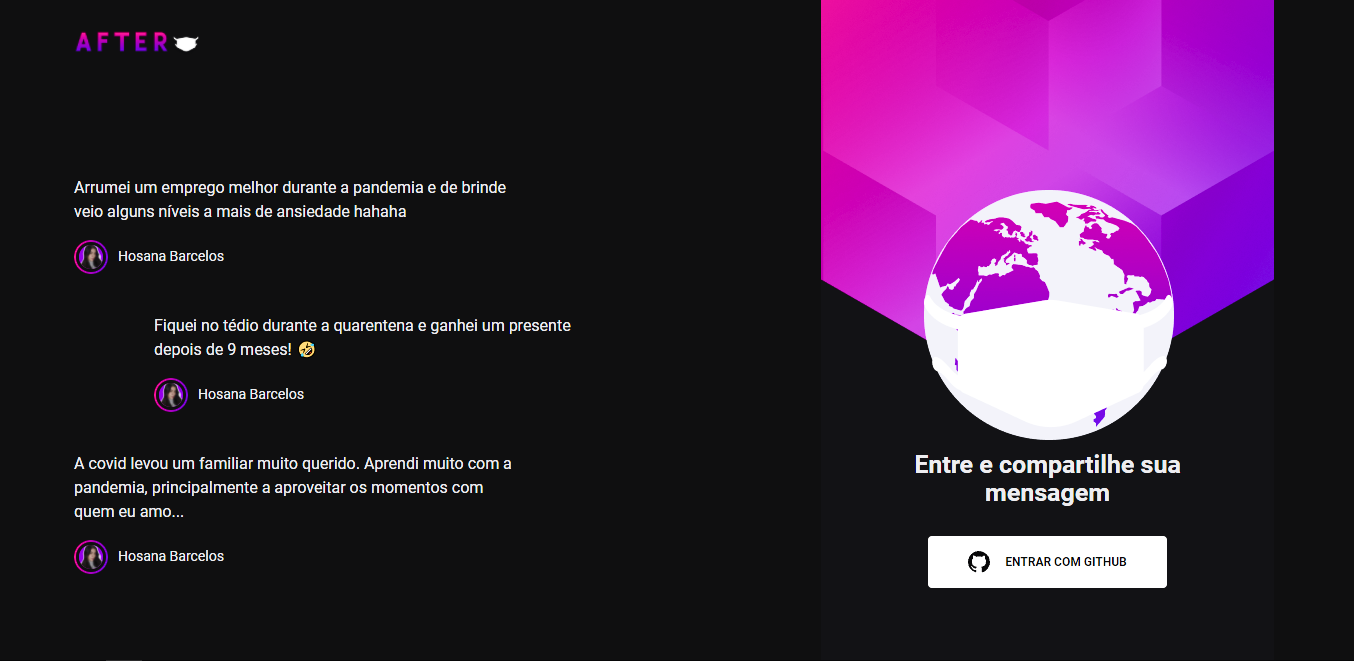 AFTER
Arrumei um emprego melhor durante a pandemia e de brinde
veio alguns níveis a mais de ansiedade hahaha
Hosana Barcelos
Fiquei no tédio durante a quarentena e ganhei um presente
depois de 9 meses! 🤣
Hosana Barcelos
A covid levou um familiar muito querido. Aprendi muito com a
pandemia, principalmente a aproveitar os momentos com
quem eu amo...
Hosana Barcelos
Entre e compartilhe sua
mensagem
ENTRAR COM GITHUB